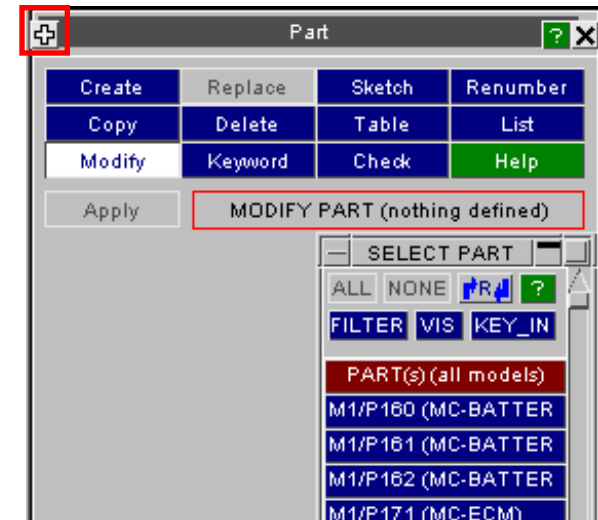 Part ? X
Create Replace Sketch Renumber
Copy Delete Table List
Modify Keyword Check Help
Apply MODIFY PART (nothing defined)
SELECT PART
ALL NONE R ?
FILTER VIS KEY_IN
PART(s) (all models)
M1/P160 (MC-BATTER
M1/P161 (MC-BATTER
M1/P162 (MC-BATTER
M1/P171 (MC-ECM)